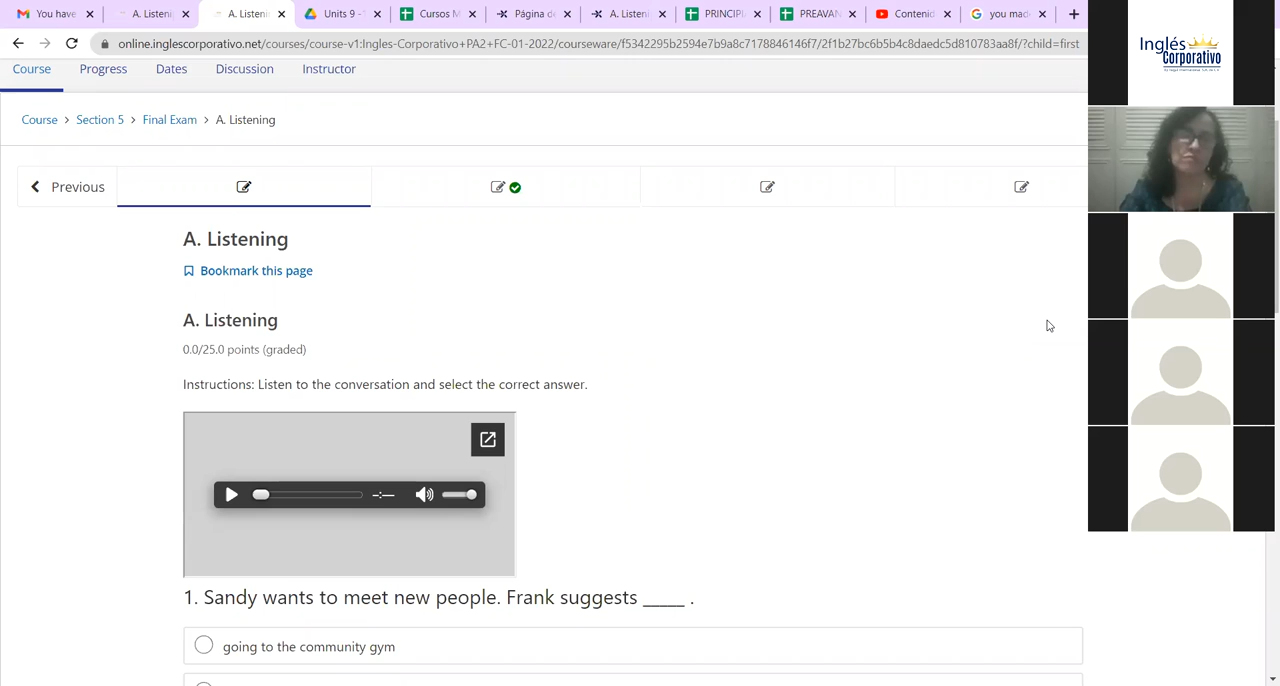 You have
A. Listenin
A. Listenin
Units 9 -
Cursos M
Página de
A. Listeni
PRINCIPI
PREAVAN
Contenid
you mad
online.inglescorporativo.net/courses/course-v1:Ingles-Corporativo+PA2+FC-01-2022/courseware/f5342295b2594e7b9a8c7178846146f7/2f1b27bc6b5b4c8daedc5d810783aa8f/?child=first
Inglés
Corporativo
Course Progress Dates Discussion Instructor
Course > Section 5 > Final Exam > A. Listening
Previous
A. Listening
Bookmark this page
A. Listening
0.0/25.0 points (graded)
Instructions: Listen to the conversation and select the correct answer.
-:--
1. Sandy wants to meet new people. Frank suggests _____ .
going to the community gym